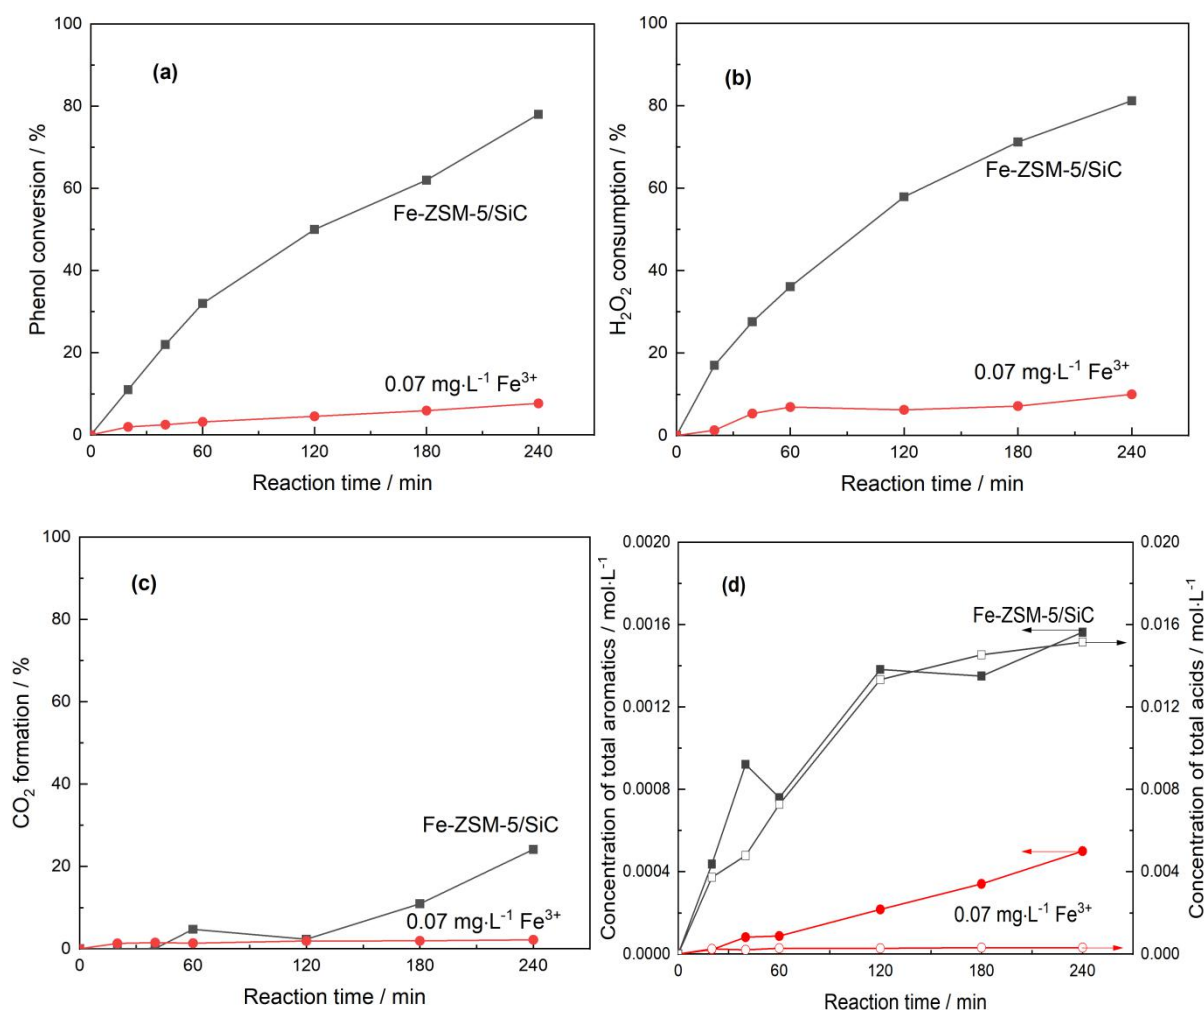 100
80
60
40
20
0
Phenol conversion / %
(a)
Fe-ZSM-5/SiC
0.07 mg·L⁻¹ Fe³⁺
0 60 120 180 240
Reaction time / min
100
80
60
40
20
0
H₂O₂ consumption / %
(b)
Fe-ZSM-5/SiC
0.07 mg·L⁻¹ Fe³⁺
0 60 120 180 240
Reaction time / min
100
80
60
40
20
0
CO₂ formation / %
(c)
Fe-ZSM-5/SiC
0.07 mg·L⁻¹ Fe³⁺
0 60 120 180 240
Reaction time / min
0.0020
0.0016
0.0012
0.0008
0.0004
0.0000
Concentration of total aromatics / mol·L⁻¹
(d)
Fe-ZSM-5/SiC
0.07 mg·L⁻¹ Fe³⁺
0 60 120 180 240
Reaction time / min
0.020
0.016
0.012
0.008
0.004
0.000
Concentration of total acids / mol·L⁻¹